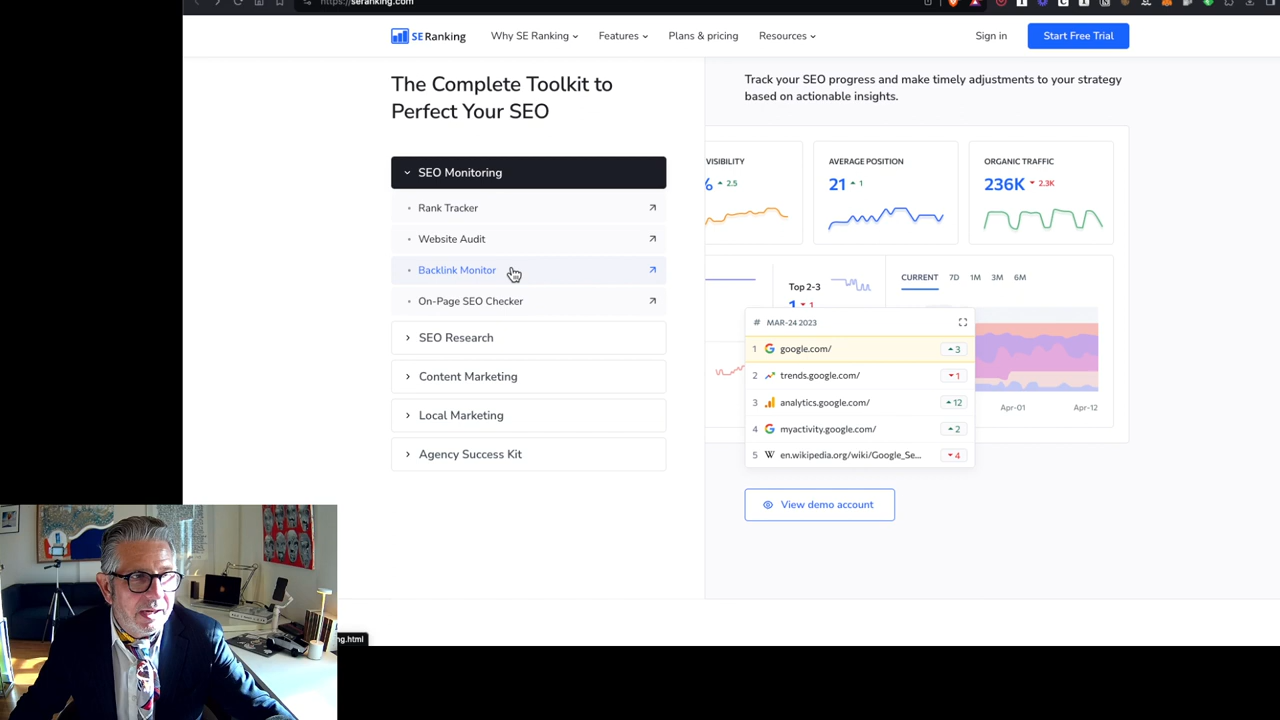 https://seranking.com
SE Ranking
Why SE Ranking
Features
Plans & pricing
Resources
Sign in
Start Free Trial
The Complete Toolkit to
Perfect Your SEO
SEO Monitoring
Rank Tracker
Website Audit
Backlink Monitor
On-Page SEO Checker
SEO Research
Content Marketing
Local Marketing
Agency Success Kit
Track your SEO progress and make timely adjustments to your strategy
based on actionable insights.
VISIBILITY
% 2.5
AVERAGE POSITION
21 1
ORGANIC TRAFFIC
236K 2.3K
Top 2-3
1 1
CURRENT 7D 1M 3M 6M
# MAR-24 2023
1 google.com/ 3
2 trends.google.com/ 1
3 analytics.google.com/ 12
4 myactivity.google.com/ 2
5 en.wikipedia.org/wiki/Google_Se... 4
Apr-01 Apr-12
View demo account
ng.html